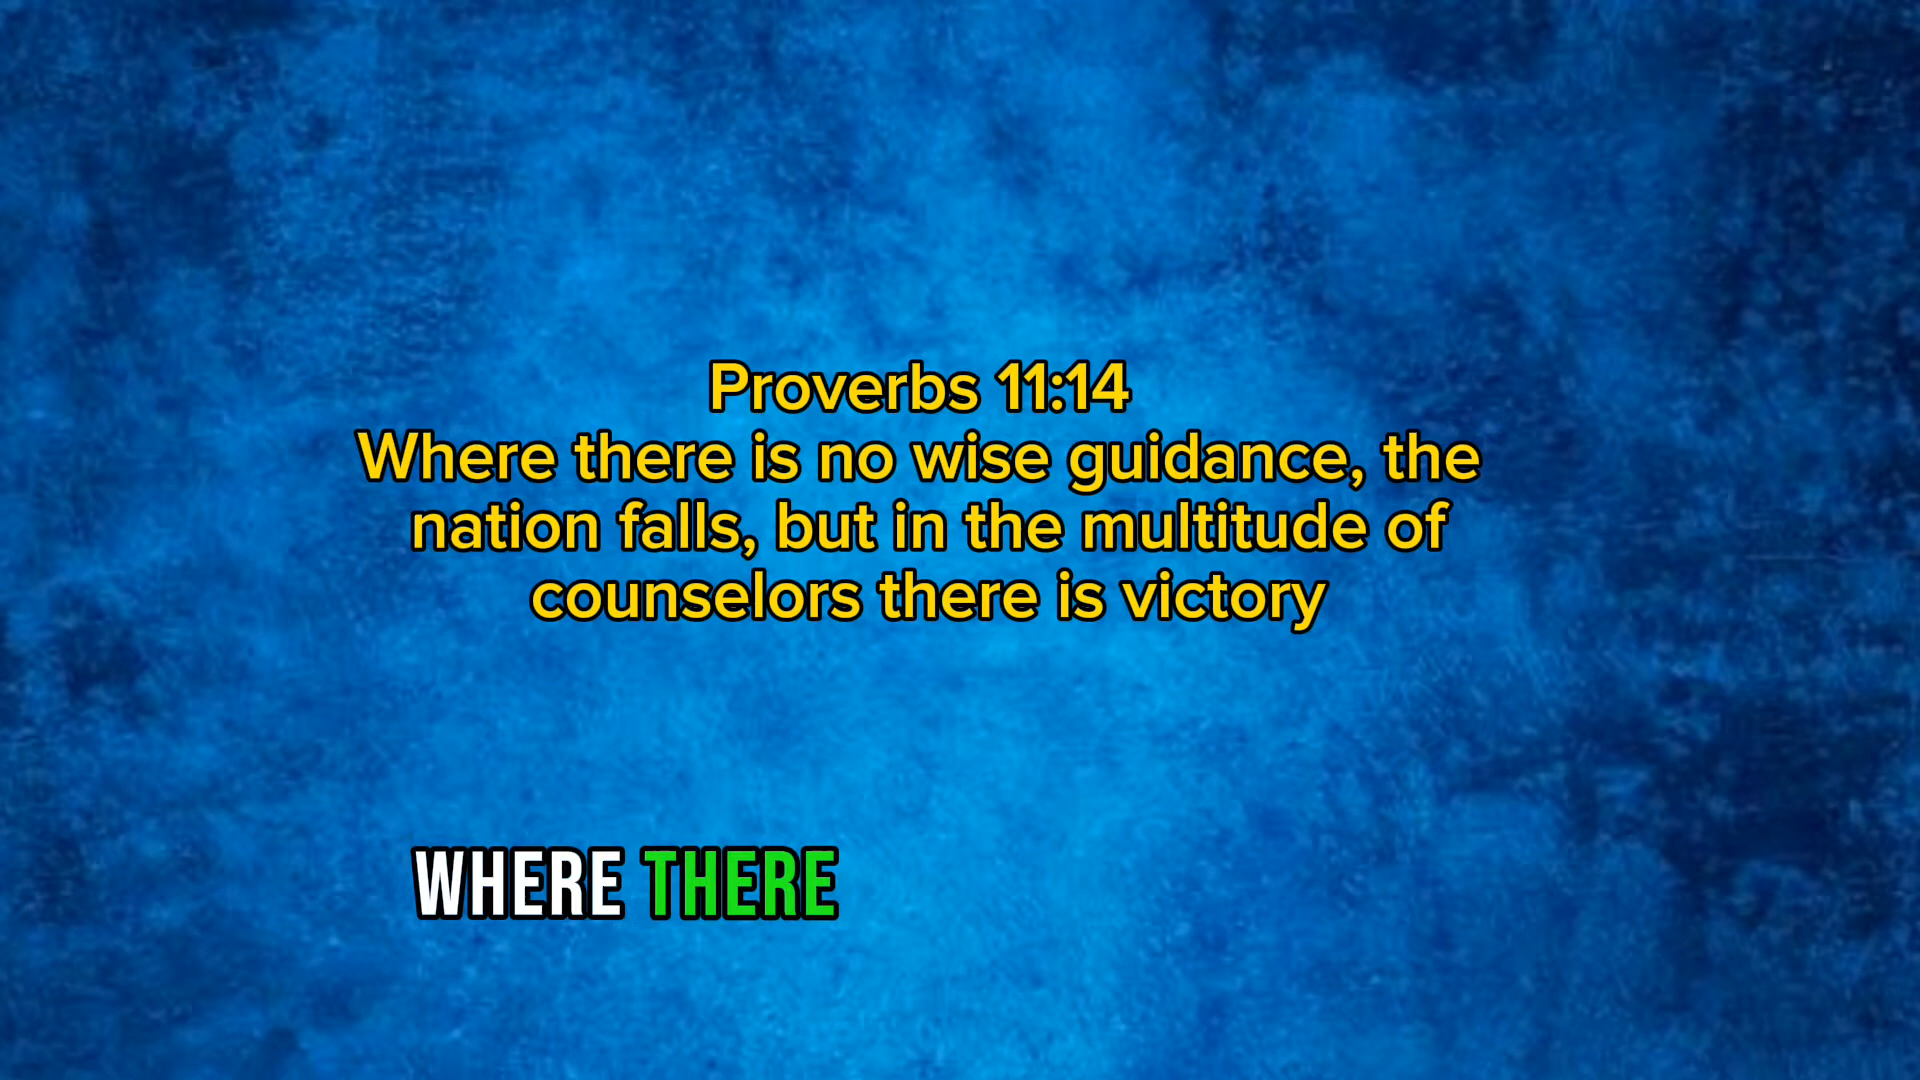 Proverbs 11:14
Where there is no wise guidance, the
nation falls, but in the multitude of
counselors there is victory
WHERE THERE